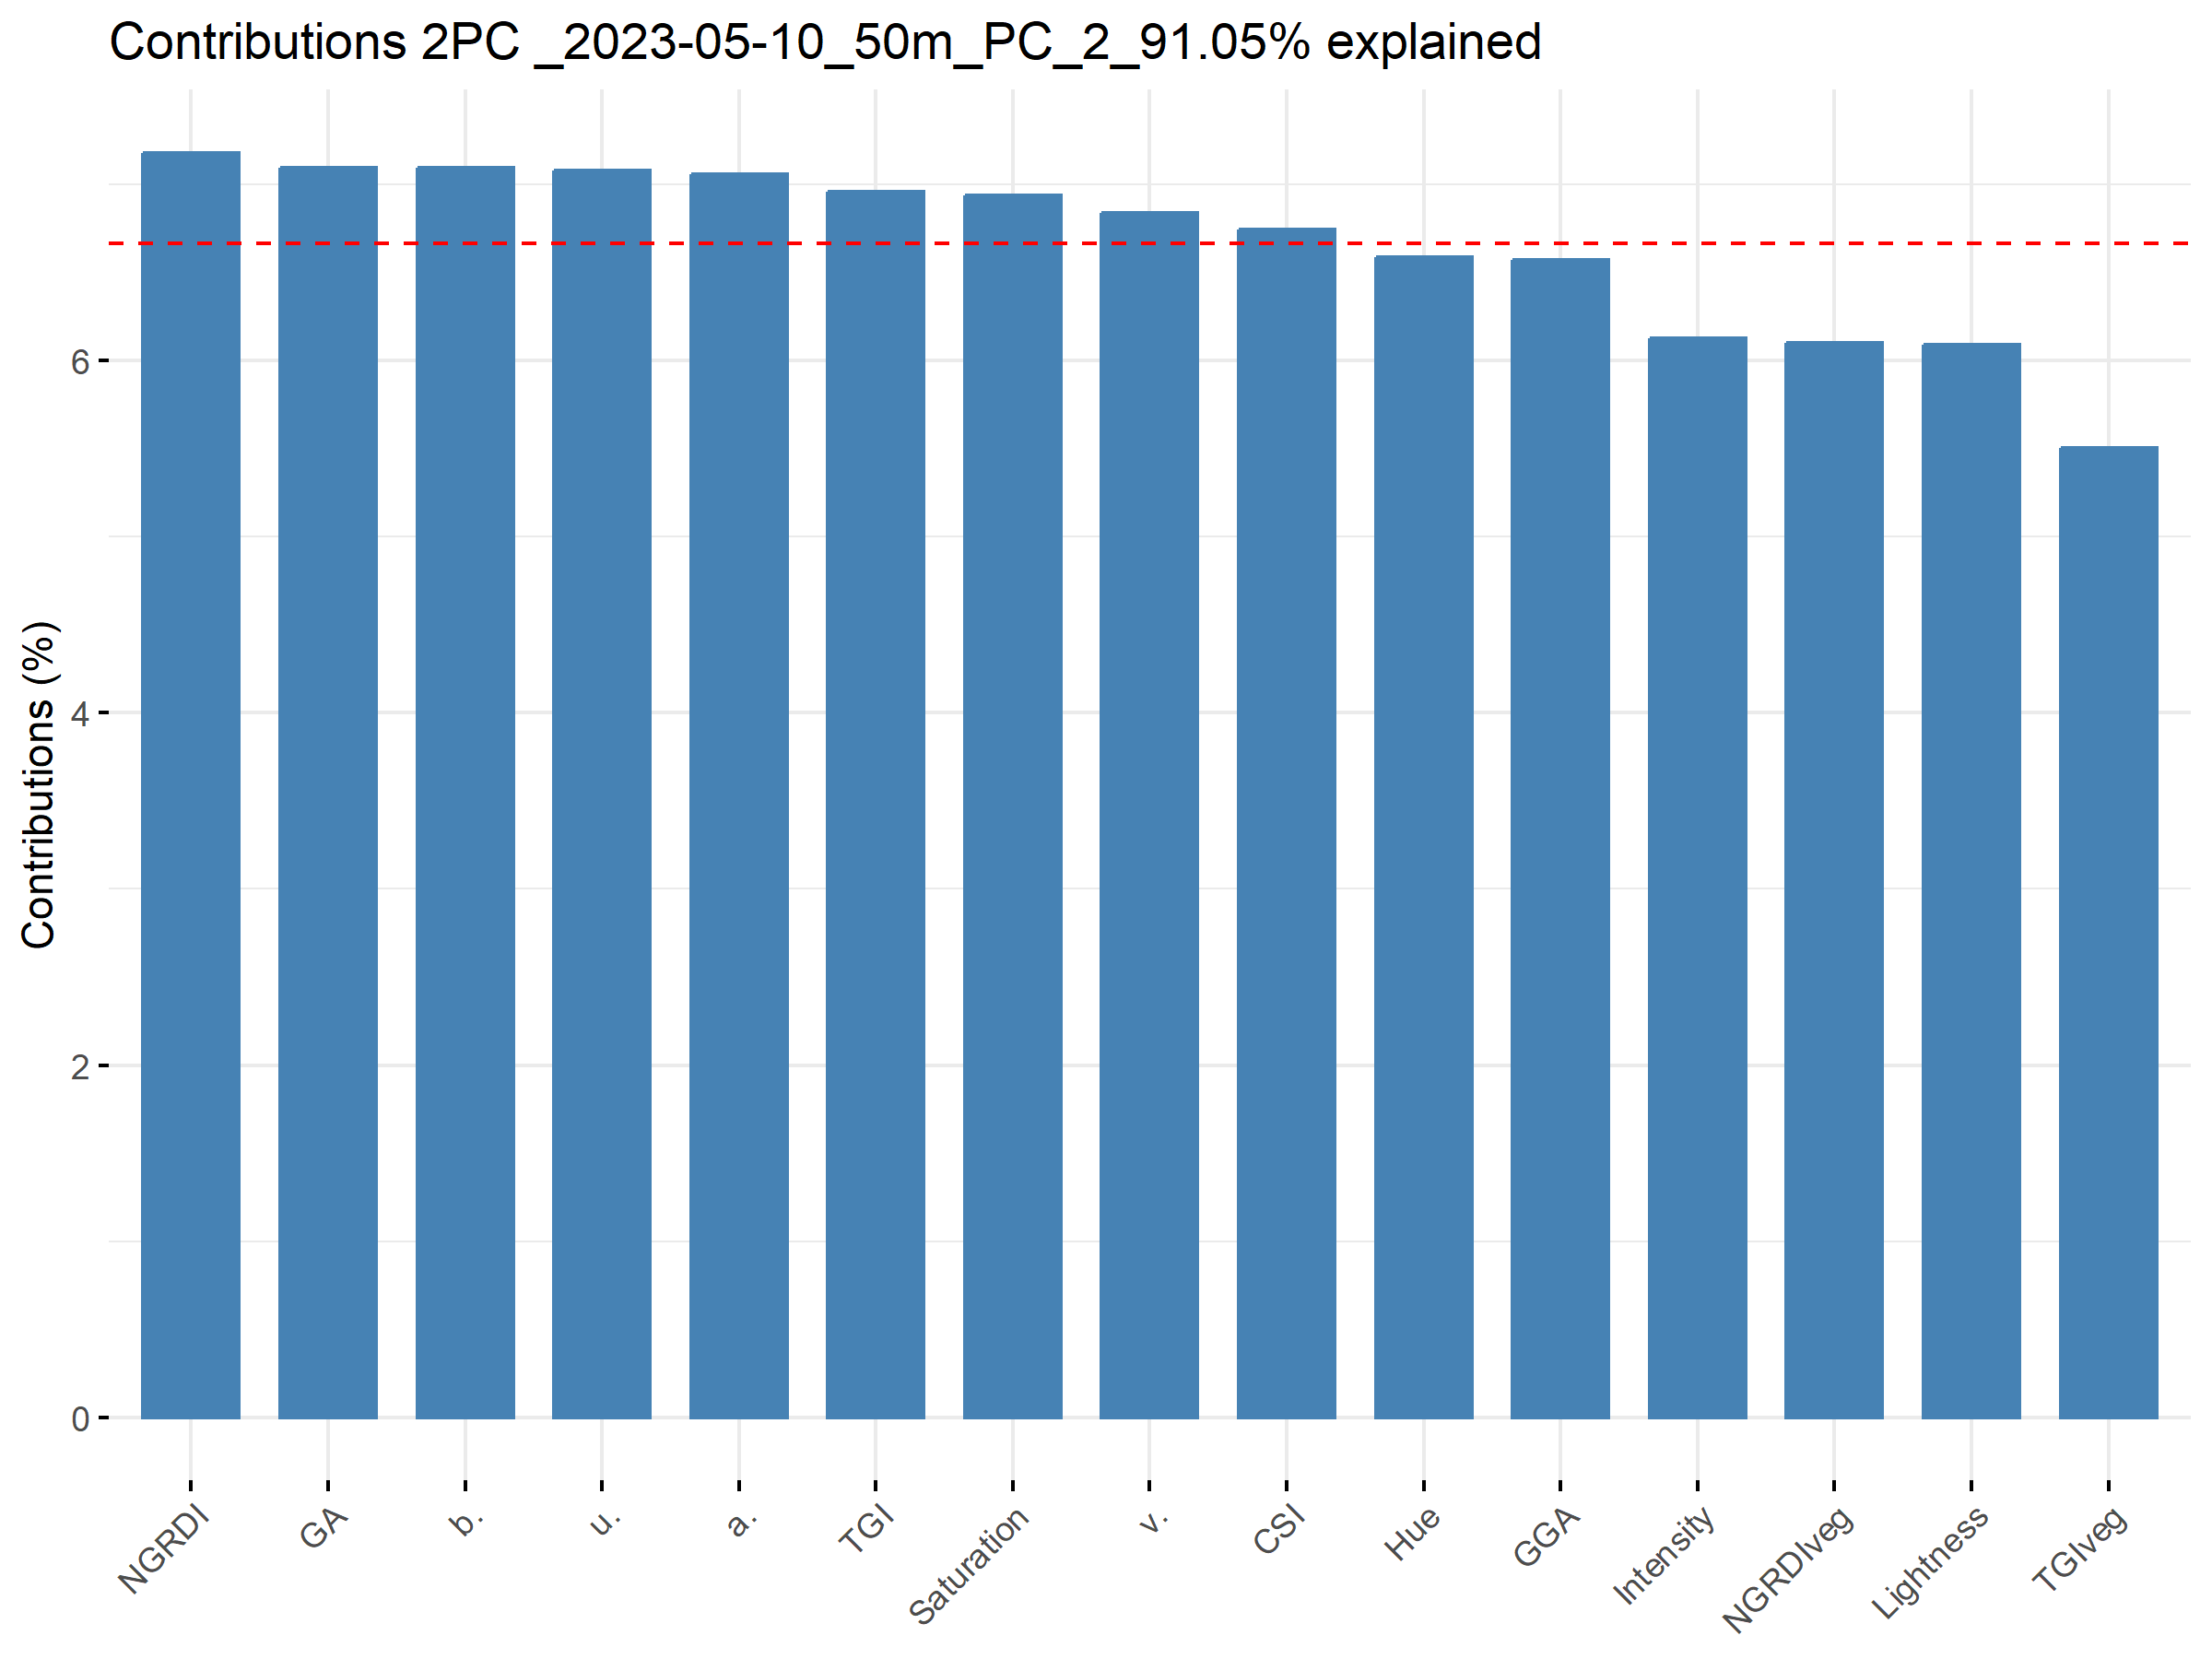 Contributions 2PC _2023-05-10_50m_PC_2_91.05% explained
Contributions (%)
6
4
2
0
NGRDI
GA
b.
u.
a.
TGI
Saturation
v.
CSI
Hue
GGA
Intensity
NGRDIveg
Lightness
TGIveg